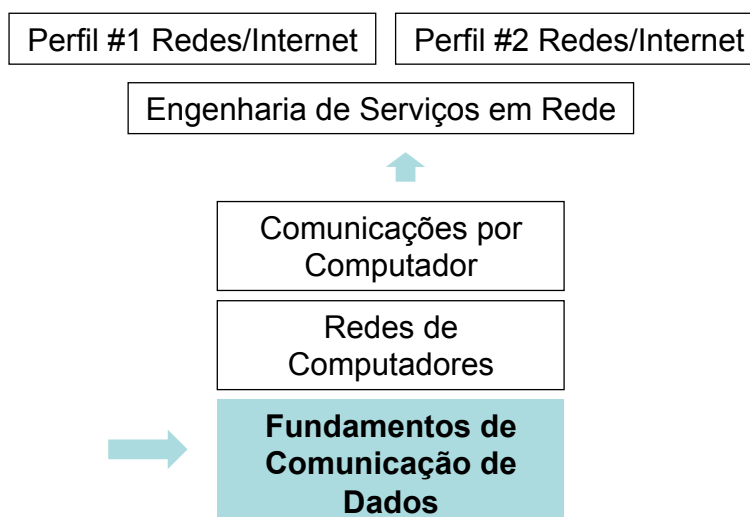 Perfil #1 Redes/Internet
Perfil #2 Redes/Internet
Engenharia de Serviços em Rede
Comunicações por
Computador
Redes de
Computadores
Fundamentos de
Comunicação de
Dados